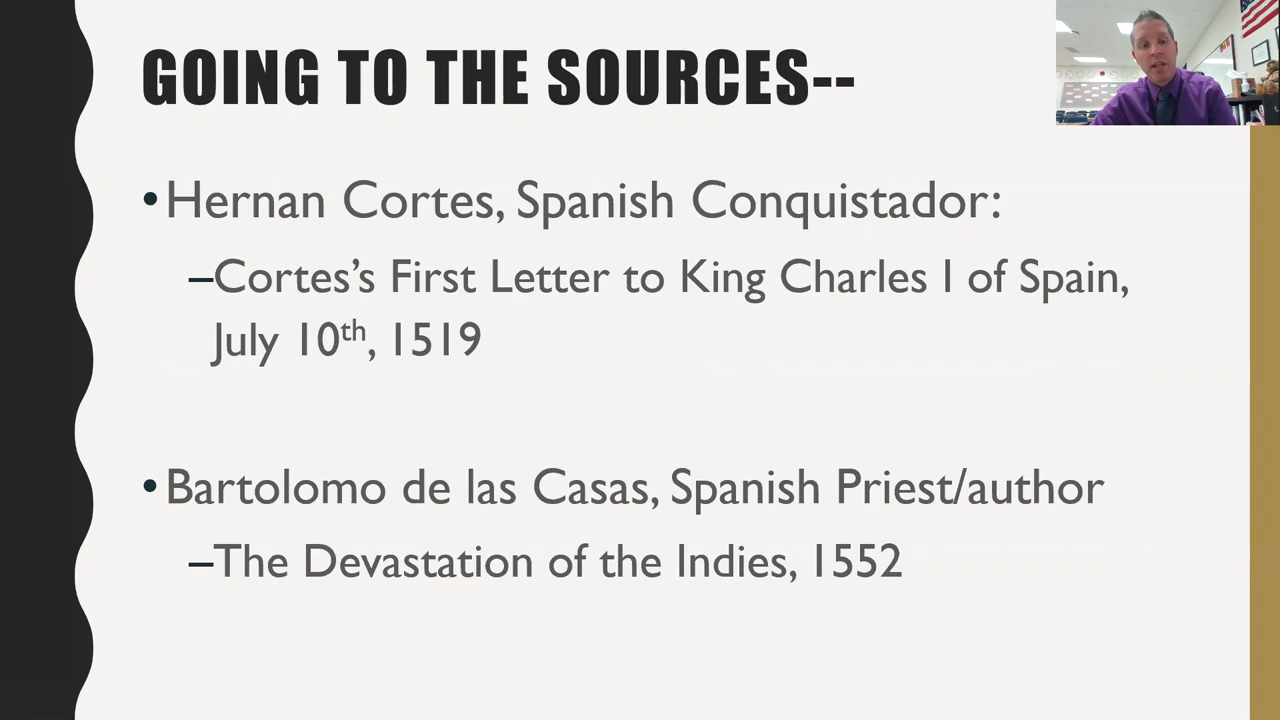 GOING TO THE SOURCES--
•Hernan Cortes, Spanish Conquistador:
–Cortes’s First Letter to King Charles I of Spain,
July 10th, 1519
•Bartolomo de las Casas, Spanish Priest/author
–The Devastation of the Indies, 1552